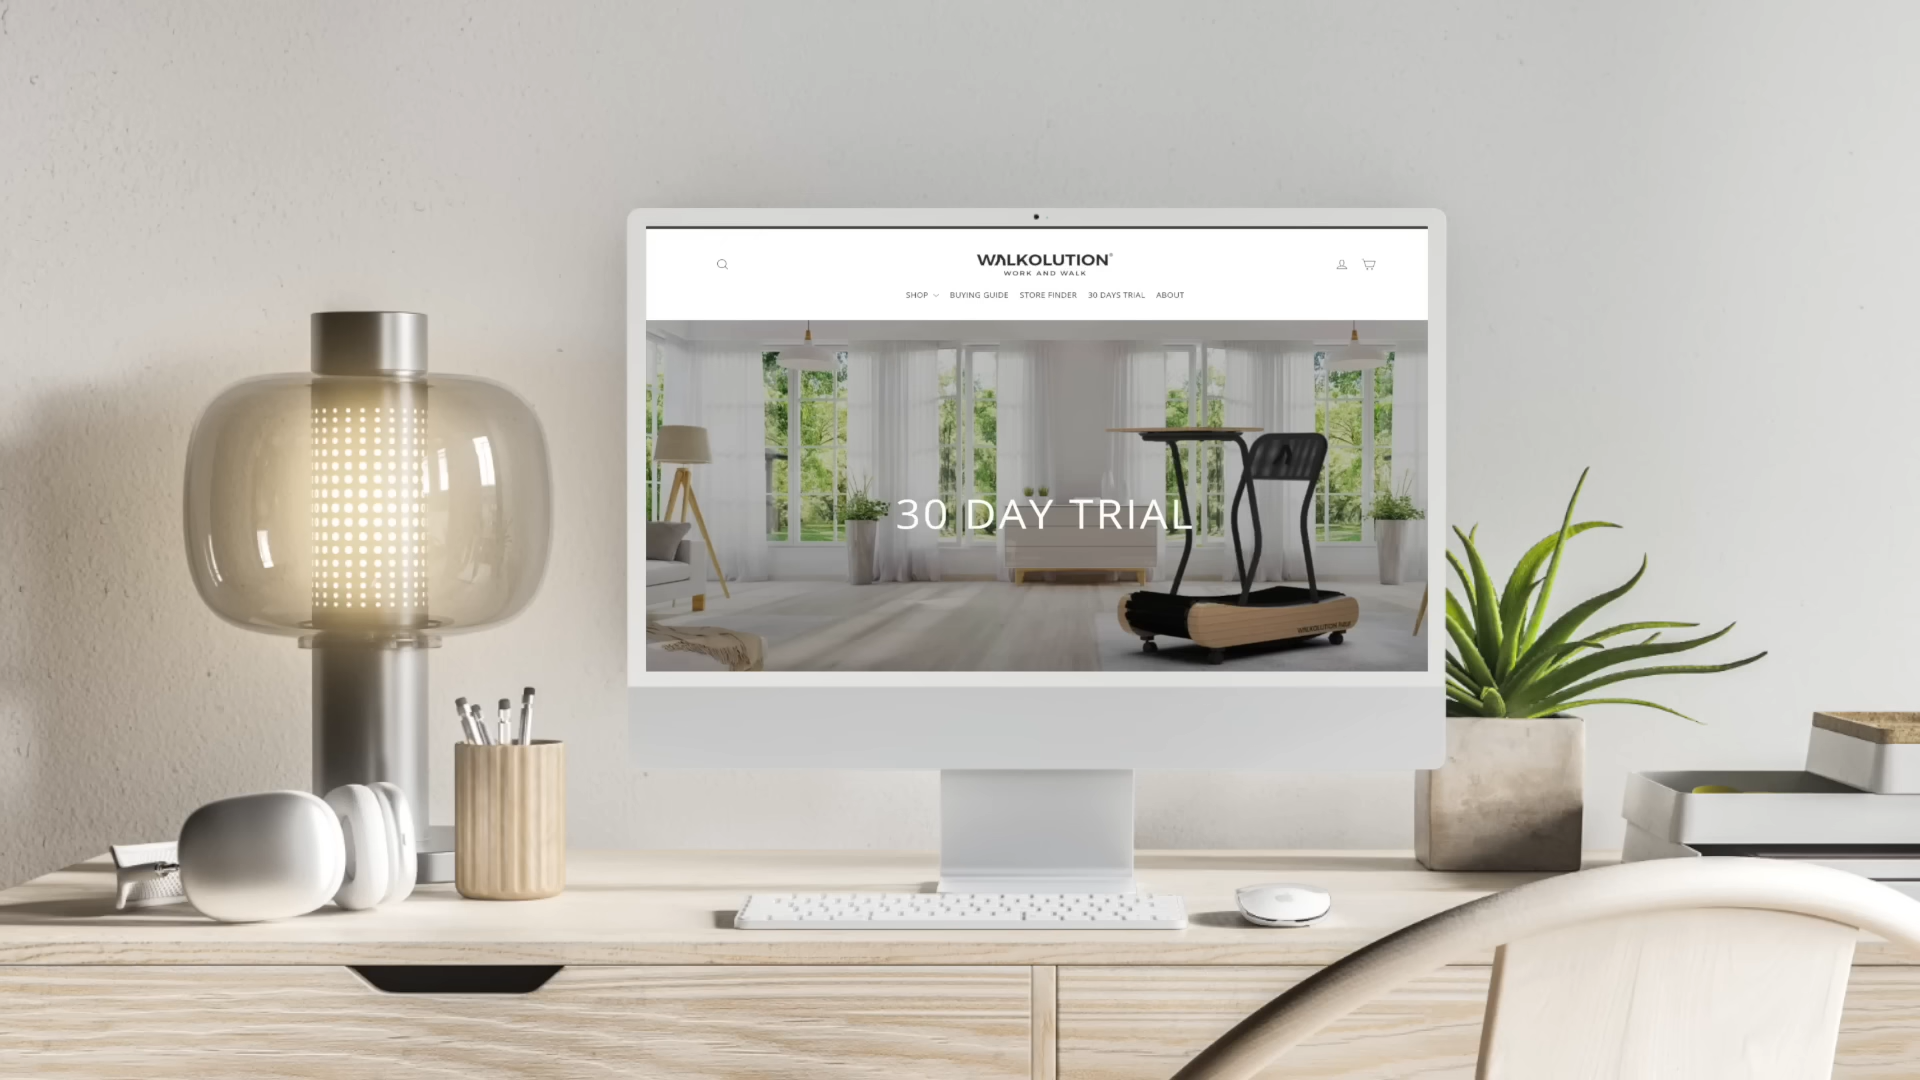 WALKOLUTION®
WORK AND WALK
SHOP BUYING GUIDE STORE FINDER 30 DAYS TRIAL ABOUT
30 DAY TRIAL